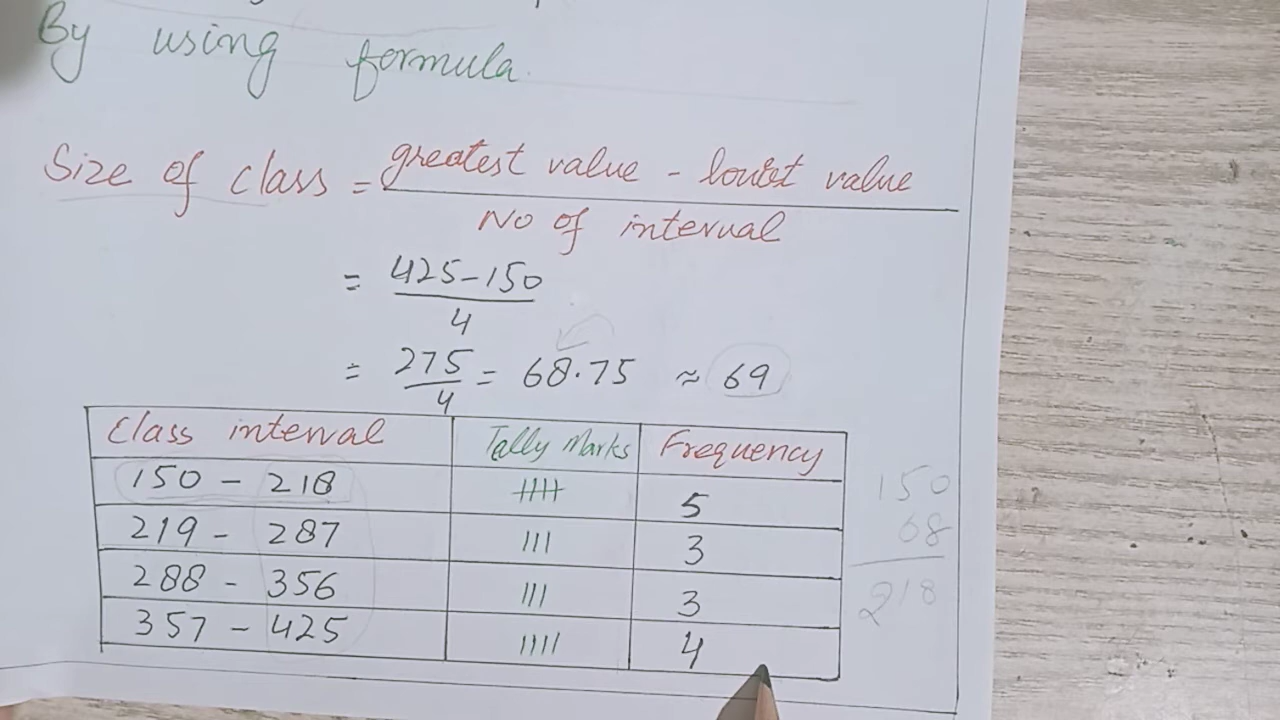 By using formula.
Size of class = greatest value - lowest value
No of interval
= 425-150
4
= 275 = 68.75 ≈ 69
4
Class interval Tally Marks Frequency
150 - 218 5
219 - 287 ||| 3
288 - 356 ||| 3
357 - 425 |||| 4
150
68
218